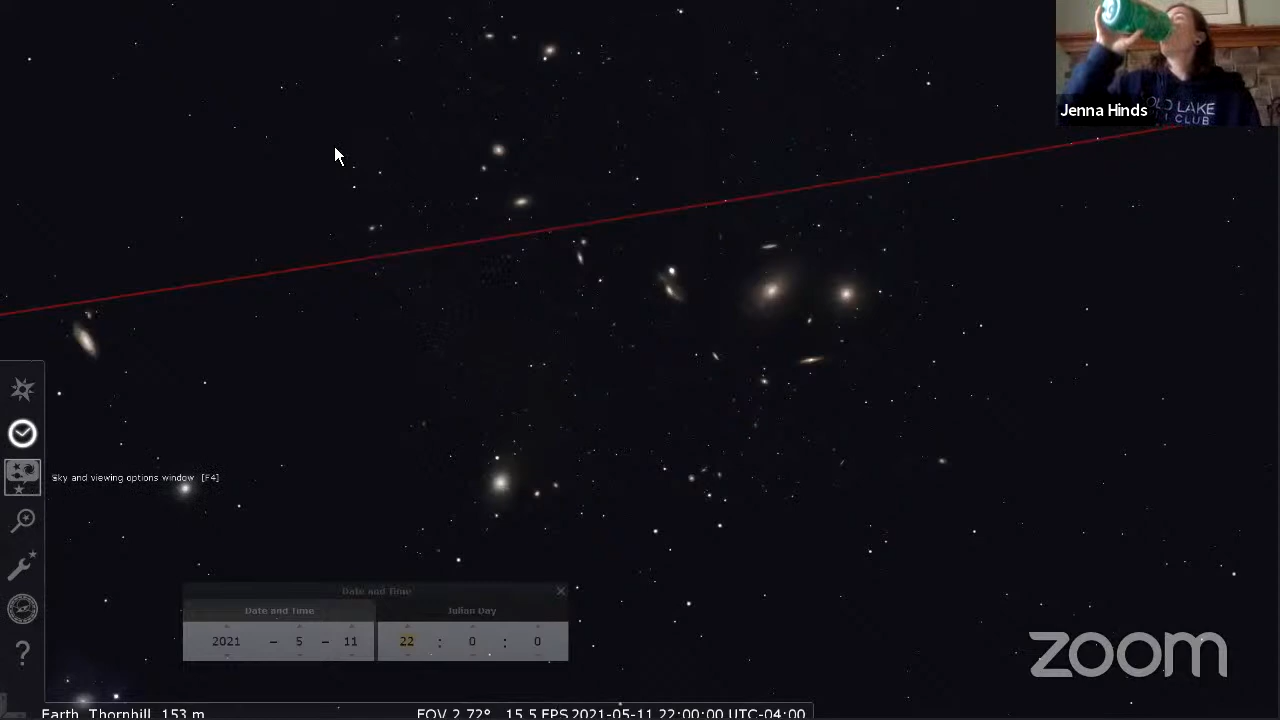 Jenna Hinds
OLD LAKE
CLUB
Sky and viewing options window [F4]
Date and Time
Date and Time
Julian Day
2021 - 5 - 11
22 : 0 : 0
?
zoom
Earth, Thornhill, 153 m
FOV 2.72° 15.5 FPS 2021-05-11 22:00:00 UTC-04:00